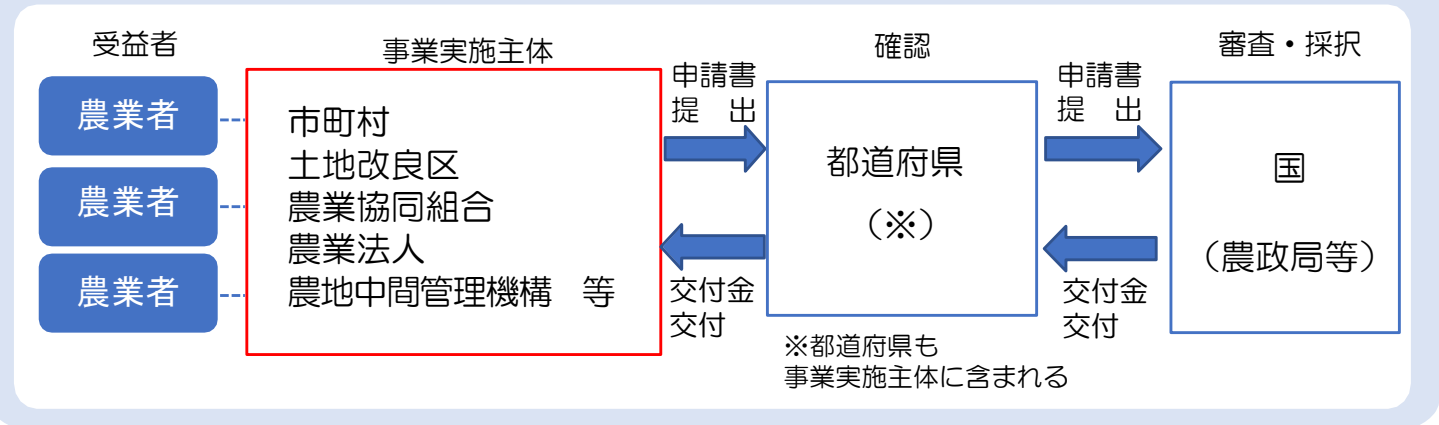 受益者
農業者
農業者
農業者
事業実施主体
市町村
土地改良区
農業協同組合
農業法人
農地中間管理機構　等
申請書
提　出
交付金
交付
確認
都道府県
（※）
※都道府県も
事業実施主体に含まれる
申請書
提　出
交付金
交付
審査・採択
国
（農政局等）